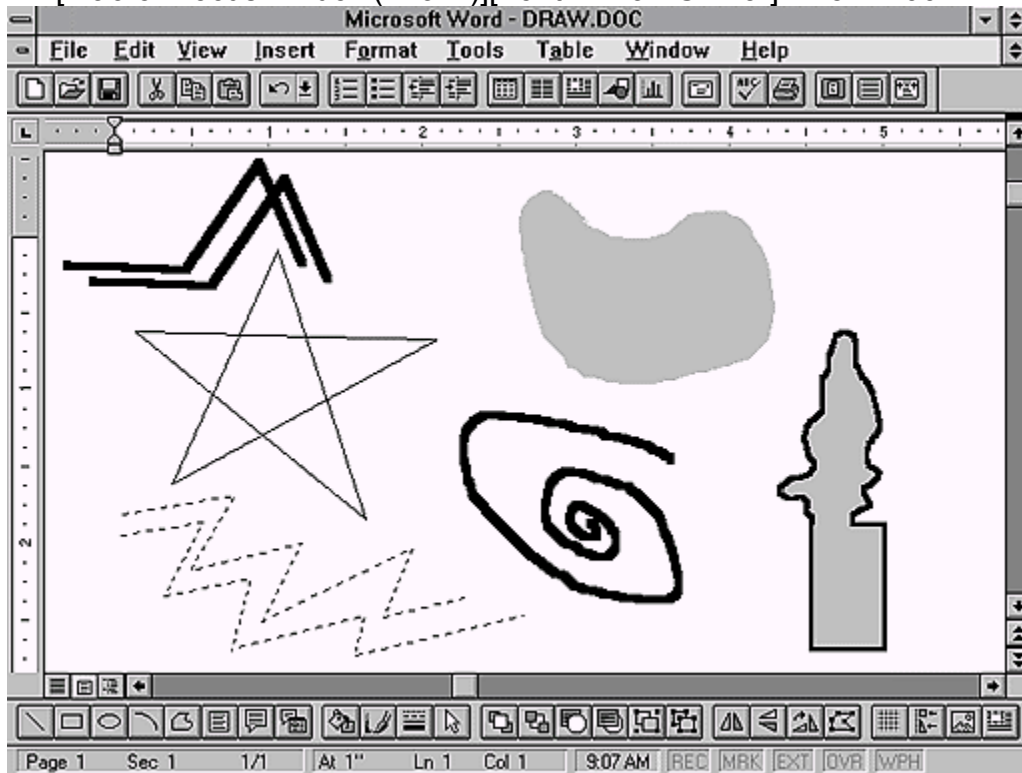 Microsoft Word - DRAW.DOC
File Edit View Insert Format Tools Table Window Help
ABC
L 1 2 3 4 5
1
2
Page 1 Sec 1 1/1 At 1" Ln 1 Col 1 9:07 AM REC MRK EXT OVR WPH